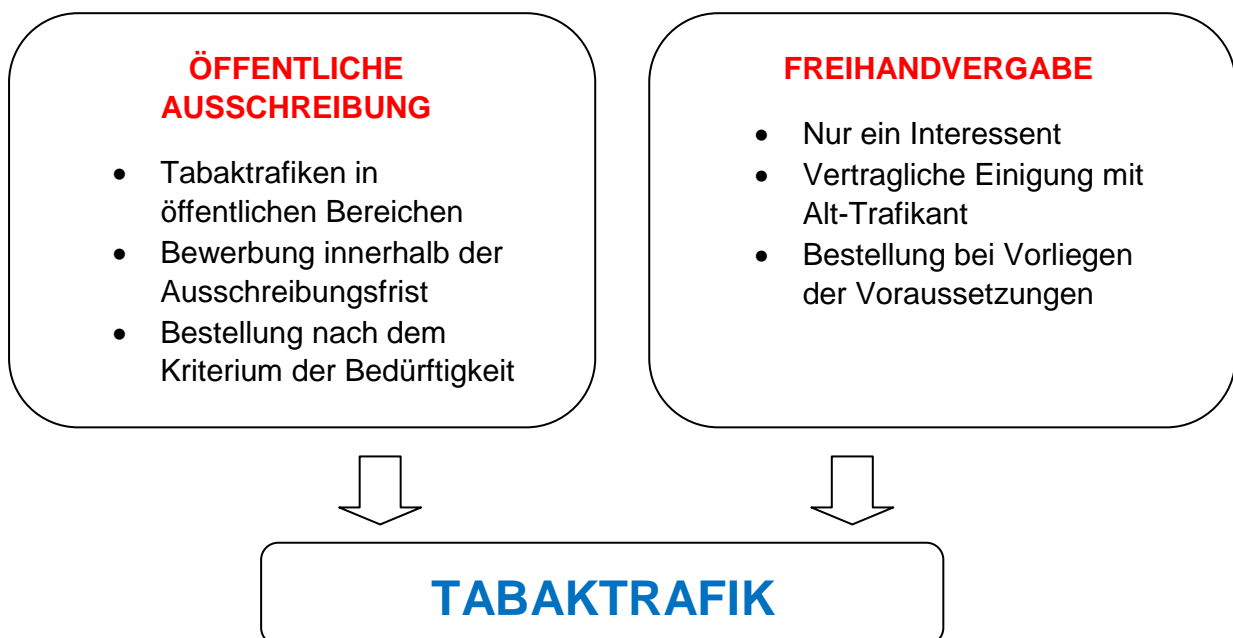 ÖFFENTLICHE
AUSSCHREIBUNG
• Tabaktrafiken in
öffentlichen Bereichen
• Bewerbung innerhalb der
Ausschreibungsfrist
• Bestellung nach dem
Kriterium der Bedürftigkeit
FREIHANDVERGABE
• Nur ein Interessent
• Vertragliche Einigung mit
Alt-Trafikant
• Bestellung bei Vorliegen
der Voraussetzungen
TABAKTRAFIK